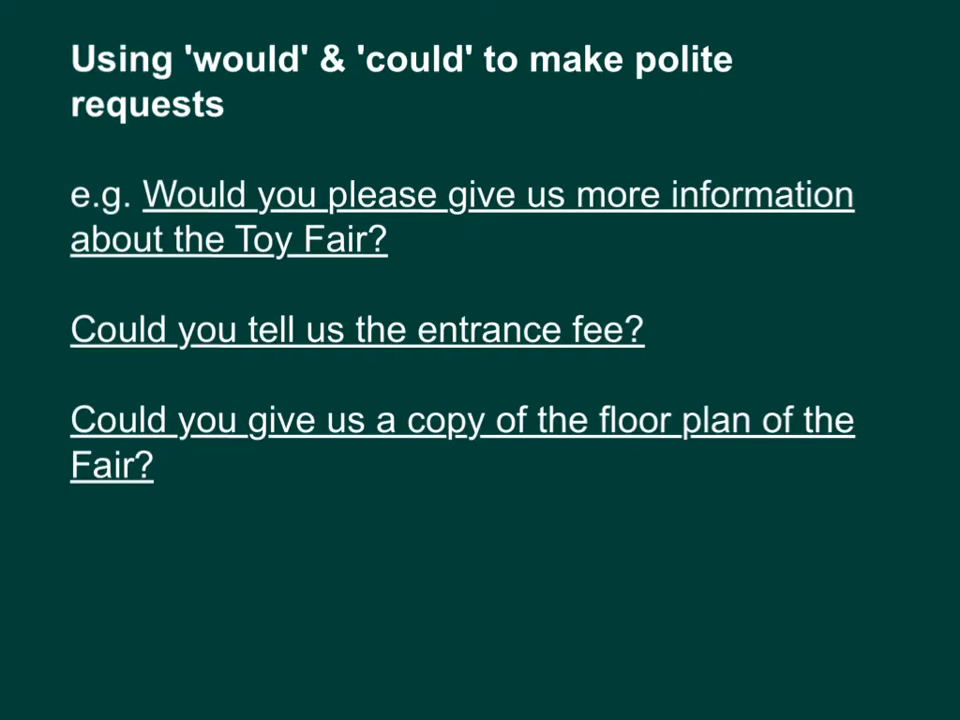 Using 'would' & 'could' to make polite
requests
e.g. Would you please give us more information
about the Toy Fair?
Could you tell us the entrance fee?
Could you give us a copy of the floor plan of the
Fair?